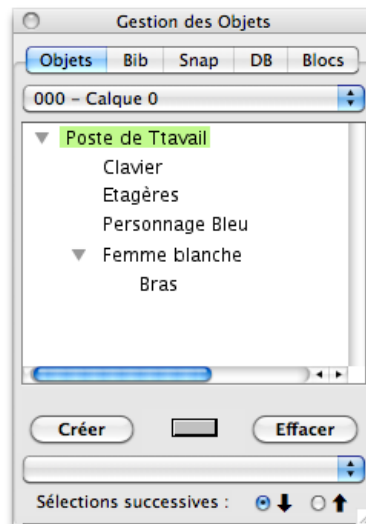 Gestion des Objets
Objets Bib Snap DB Blocs
000 – Calque 0
Poste de Ttavail
Clavier
Etagères
Personnage Bleu
Femme blanche
Bras
Créer Effacer
Sélections successives :